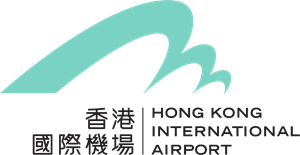 香港
國際機場
HONG KONG
INTERNATIONAL
AIRPORT